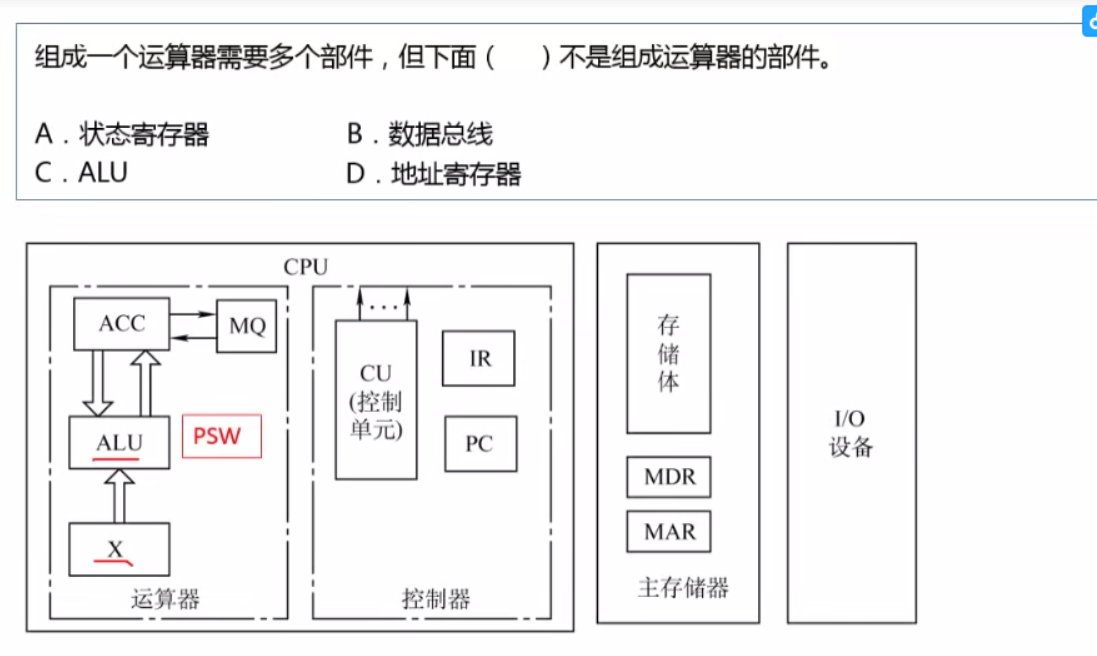 组成一个运算器需要多个部件，但下面（　　）不是组成运算器的部件。
A．状态寄存器　　B．数据总线
C．ALU　　D．地址寄存器
CPU
ACC
MQ
ALU
PSW
X
运算器
...
CU
(控制
单元)
IR
PC
控制器
存
储
体
MDR
MAR
主存储器
I/O
设备